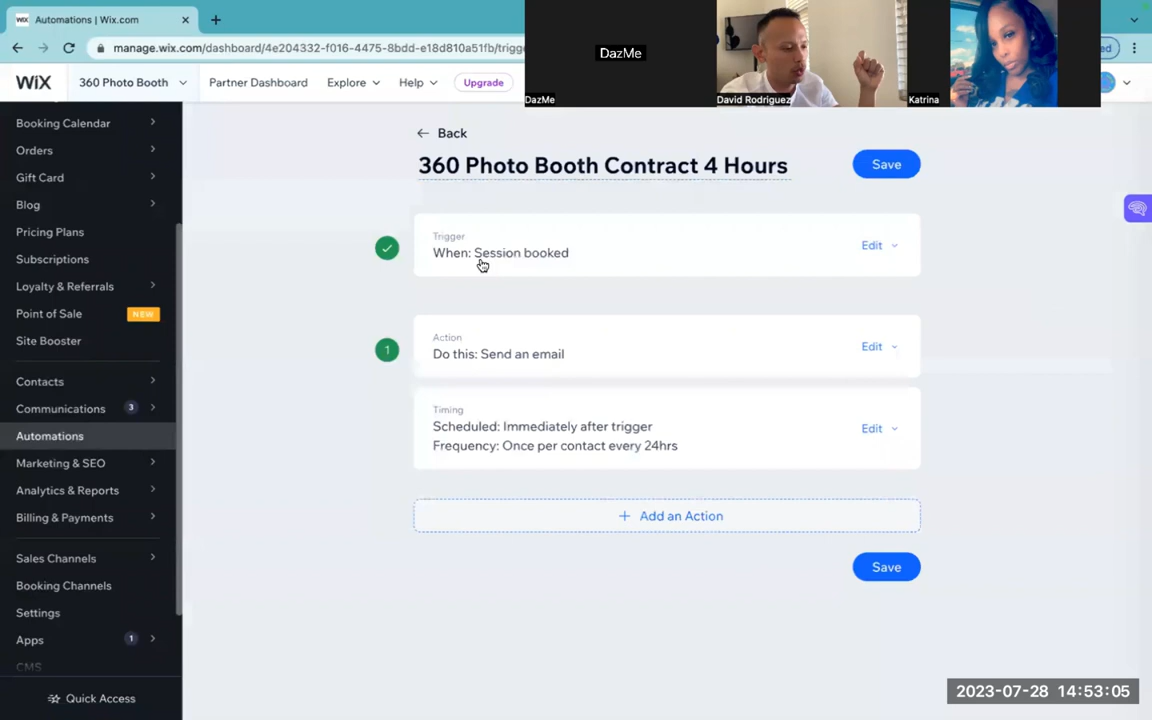 Automations | Wix.com
manage.wix.com/dashboard/4e204332-f016-4475-8bdd-e18d810a51fb/trigg
WiX
360 Photo Booth
Partner Dashboard
Explore
Help
Upgrade
DazMe
DazMe
David Rodriguez
Katrina
Booking Calendar
Orders
Gift Card
Blog
Pricing Plans
Subscriptions
Loyalty & Referrals
Point of Sale
NEW
Site Booster
Contacts
Communications
3
Automations
Marketing & SEO
Analytics & Reports
Billing & Payments
Sales Channels
Booking Channels
Settings
Apps
1
CMS
Quick Access
Back
360 Photo Booth Contract 4 Hours
Save
Trigger
When: Session booked
Edit
1
Action
Do this: Send an email
Edit
Timing
Scheduled: Immediately after trigger
Frequency: Once per contact every 24hrs
Edit
+ Add an Action
Save
2023-07-28 14:53:05